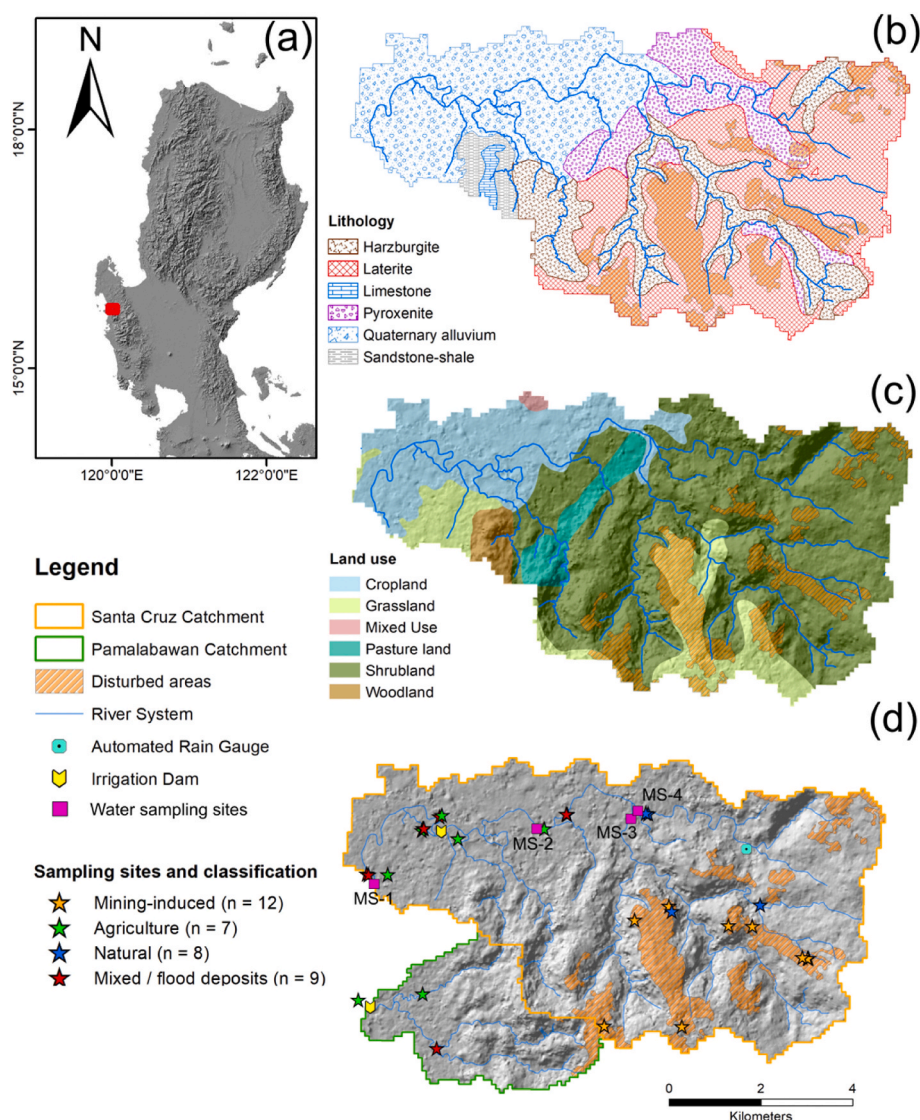 N
(a)
18°0'0"N
15°0'0"N
120°0'0"E
122°0'0"E
(b)
Lithology
Harzburgite
Laterite
Limestone
Pyroxenite
Quaternary alluvium
Sandstone-shale
(c)
Land use
Cropland
Grassland
Mixed Use
Pasture land
Shrubland
Woodland
Legend
Santa Cruz Catchment
Pamalabawan Catchment
Disturbed areas
River System
Automated Rain Gauge
Irrigation Dam
Water sampling sites
Sampling sites and classification
Mining-induced (n = 12)
Agriculture (n = 7)
Natural (n = 8)
Mixed / flood deposits (n = 9)
(d)
MS-4
MS-3
MS-2
MS-1
0 2 4
Kilometers